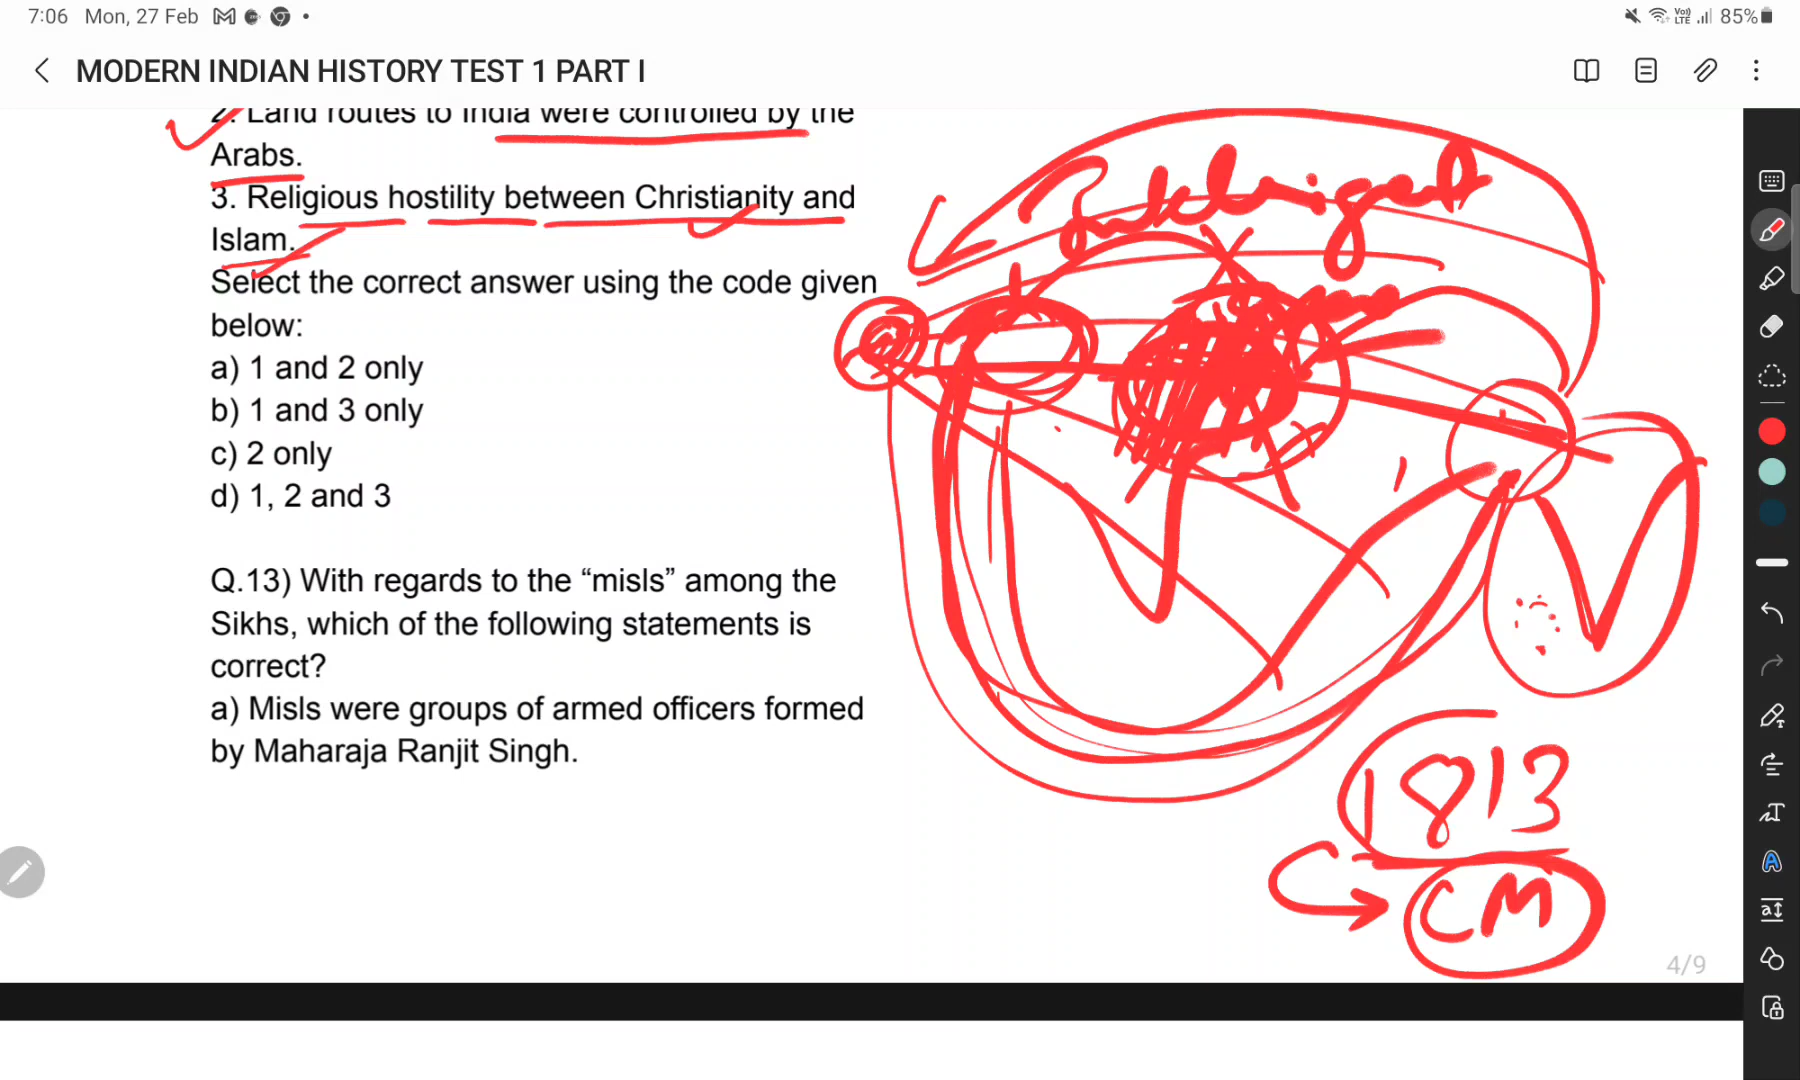 7:06 Mon, 27 Feb
85%
MODERN INDIAN HISTORY TEST 1 PART I
2. Land routes to India were controlled by the
Arabs.
3. Religious hostility between Christianity and
Islam.
Select the correct answer using the code given
below:
a) 1 and 2 only
b) 1 and 3 only
c) 2 only
d) 1, 2 and 3
Q.13) With regards to the “misls” among the
Sikhs, which of the following statements is
correct?
a) Misls were groups of armed officers formed
by Maharaja Ranjit Singh.
1813
CM
4/9